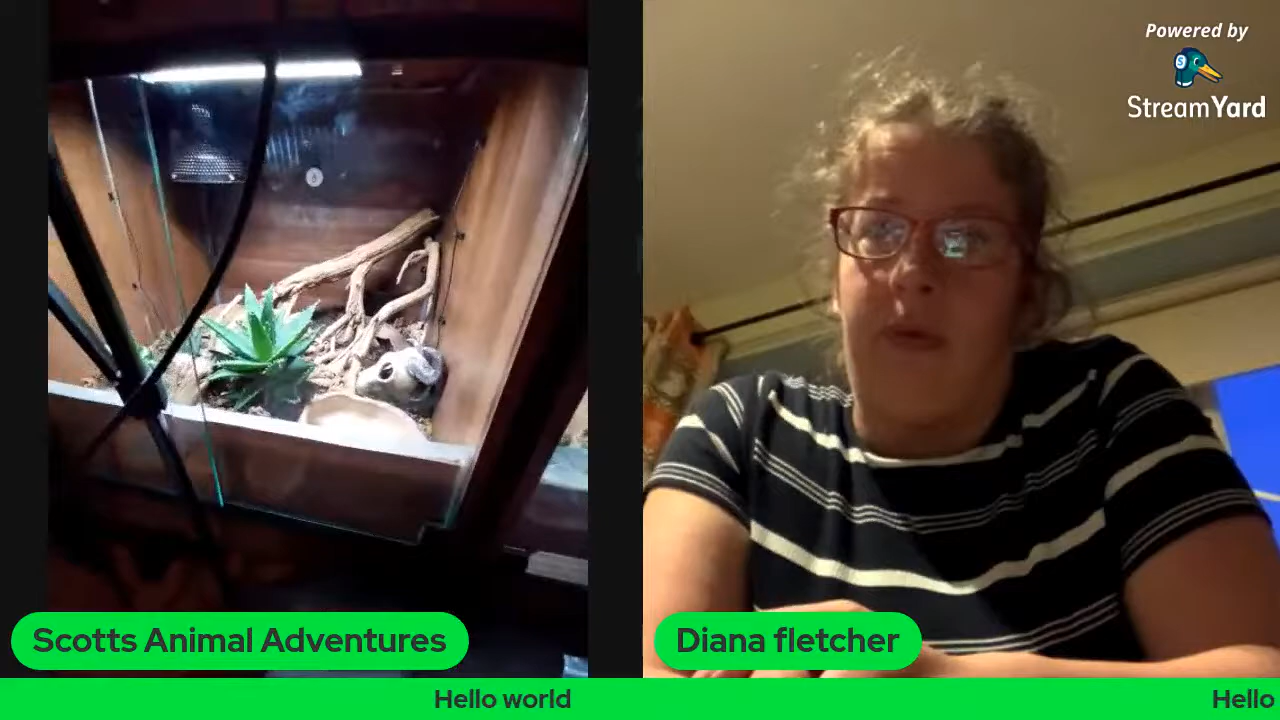 Powered by
StreamYard
Scotts Animal Adventures
Diana fletcher
Hello world
Hello